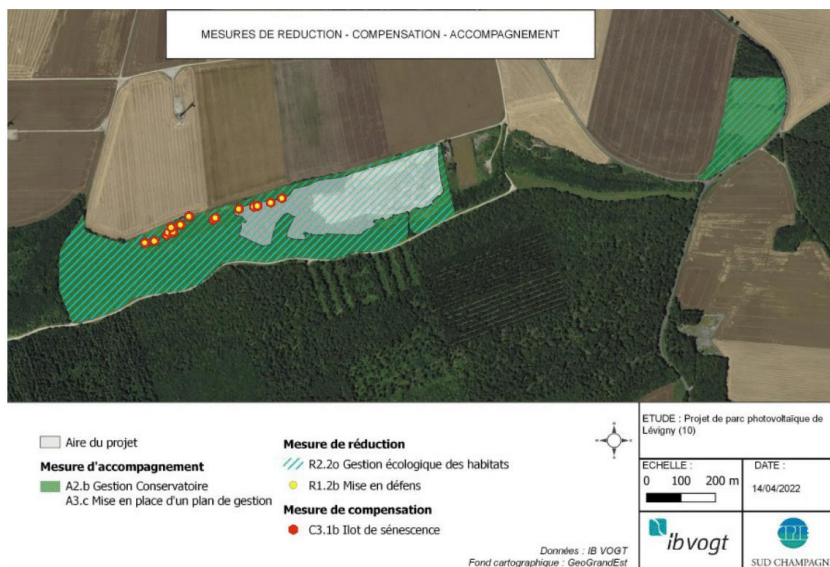 MESURES DE REDUCTION - COMPENSATION - ACCOMPAGNEMENT
Aire du projet
Mesure d'accompagnement
A2.b Gestion Conservatoire
A3.c Mise en place d'un plan de gestion
Mesure de réduction
R2.2o Gestion écologique des habitats
R1.2b Mise en défens
Mesure de compensation
C3.1b Ilot de sénescence
Données : IB VOGT
Fond cartographique : GeoGrandEst
ETUDE : Projet de parc photovoltaïque de
Lévigny (10)
ECHELLE :
0 100 200 m
DATE :
14/04/2022
ib vogt
CPIE
SUD CHAMPAGN